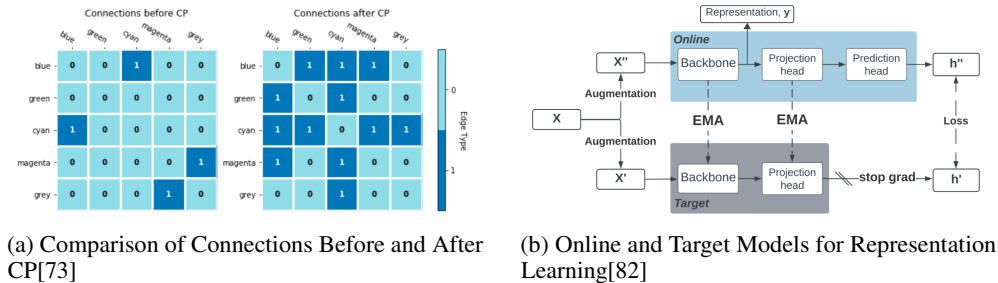 Connections before CP
blue green cyan magenta grey
blue 0 0 1 0 0
green 0 0 0 0 0
cyan 1 0 0 0 0
magenta 0 0 0 0 1
grey 0 0 0 1 0
Connections after CP
blue green cyan magenta grey
blue 0 1 1 1 0
green 1 0 1 0 0
cyan 1 1 0 1 1
magenta 1 0 1 0 0
grey 0 0 1 0 0
0
1
Edge Type
(a) Comparison of Connections Before and After
CP[73]
Representation, y
Online
X''
Backbone
Projection
head
Prediction
head
h''
Augmentation
X
EMA
EMA
Loss
Augmentation
X'
Backbone
Projection
head
stop grad
h'
Target
(b) Online and Target Models for Representation
Learning[82]